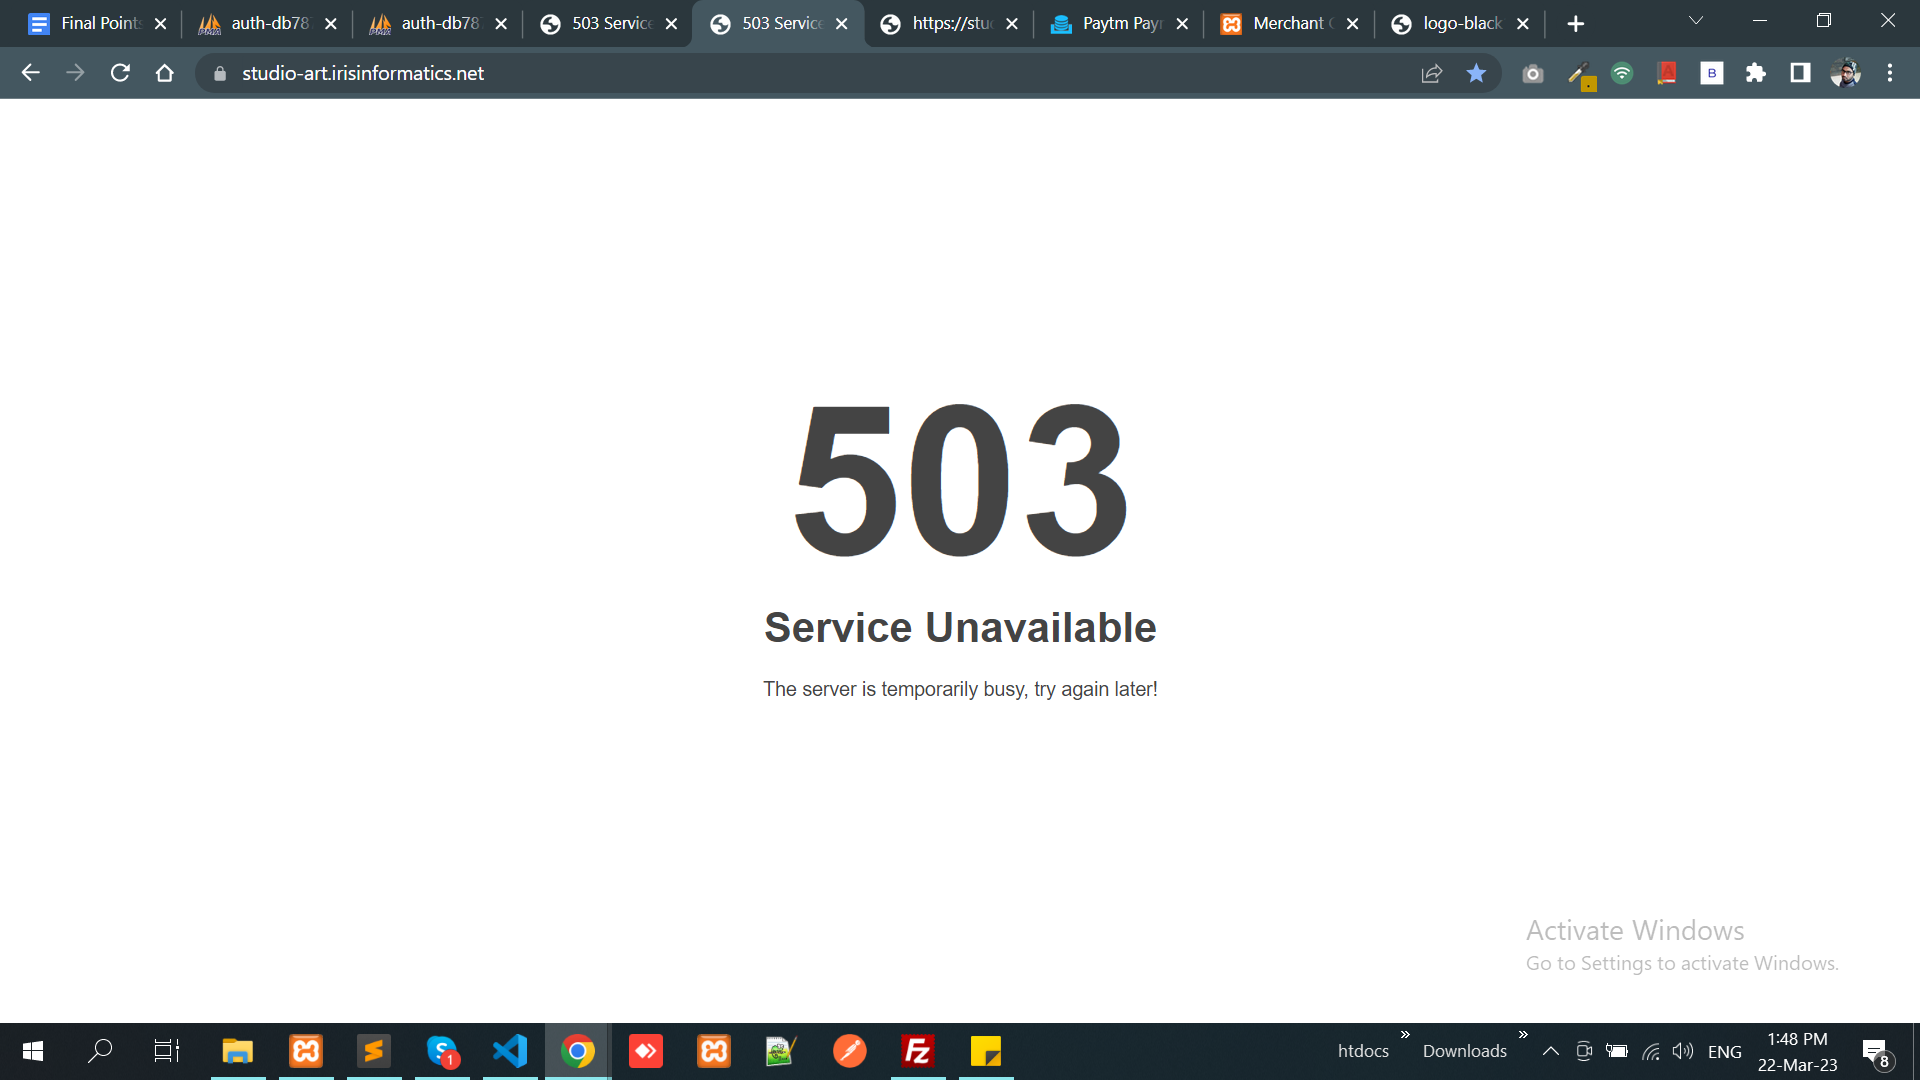 Final Points
auth-db78
auth-db78
503 Service
503 Service
https://stu
Paytm Pay
Merchant
logo-black
studio-art.irisinformatics.net
A
B
503
Service Unavailable
The server is temporarily busy, try again later!
Activate Windows
Go to Settings to activate Windows.
1
htdocs
Downloads
ENG
1:48 PM
22-Mar-23
8